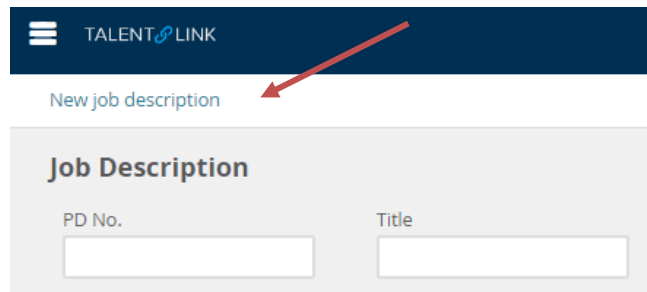 TALENT LINK
New job description
Job Description
PD No. Title